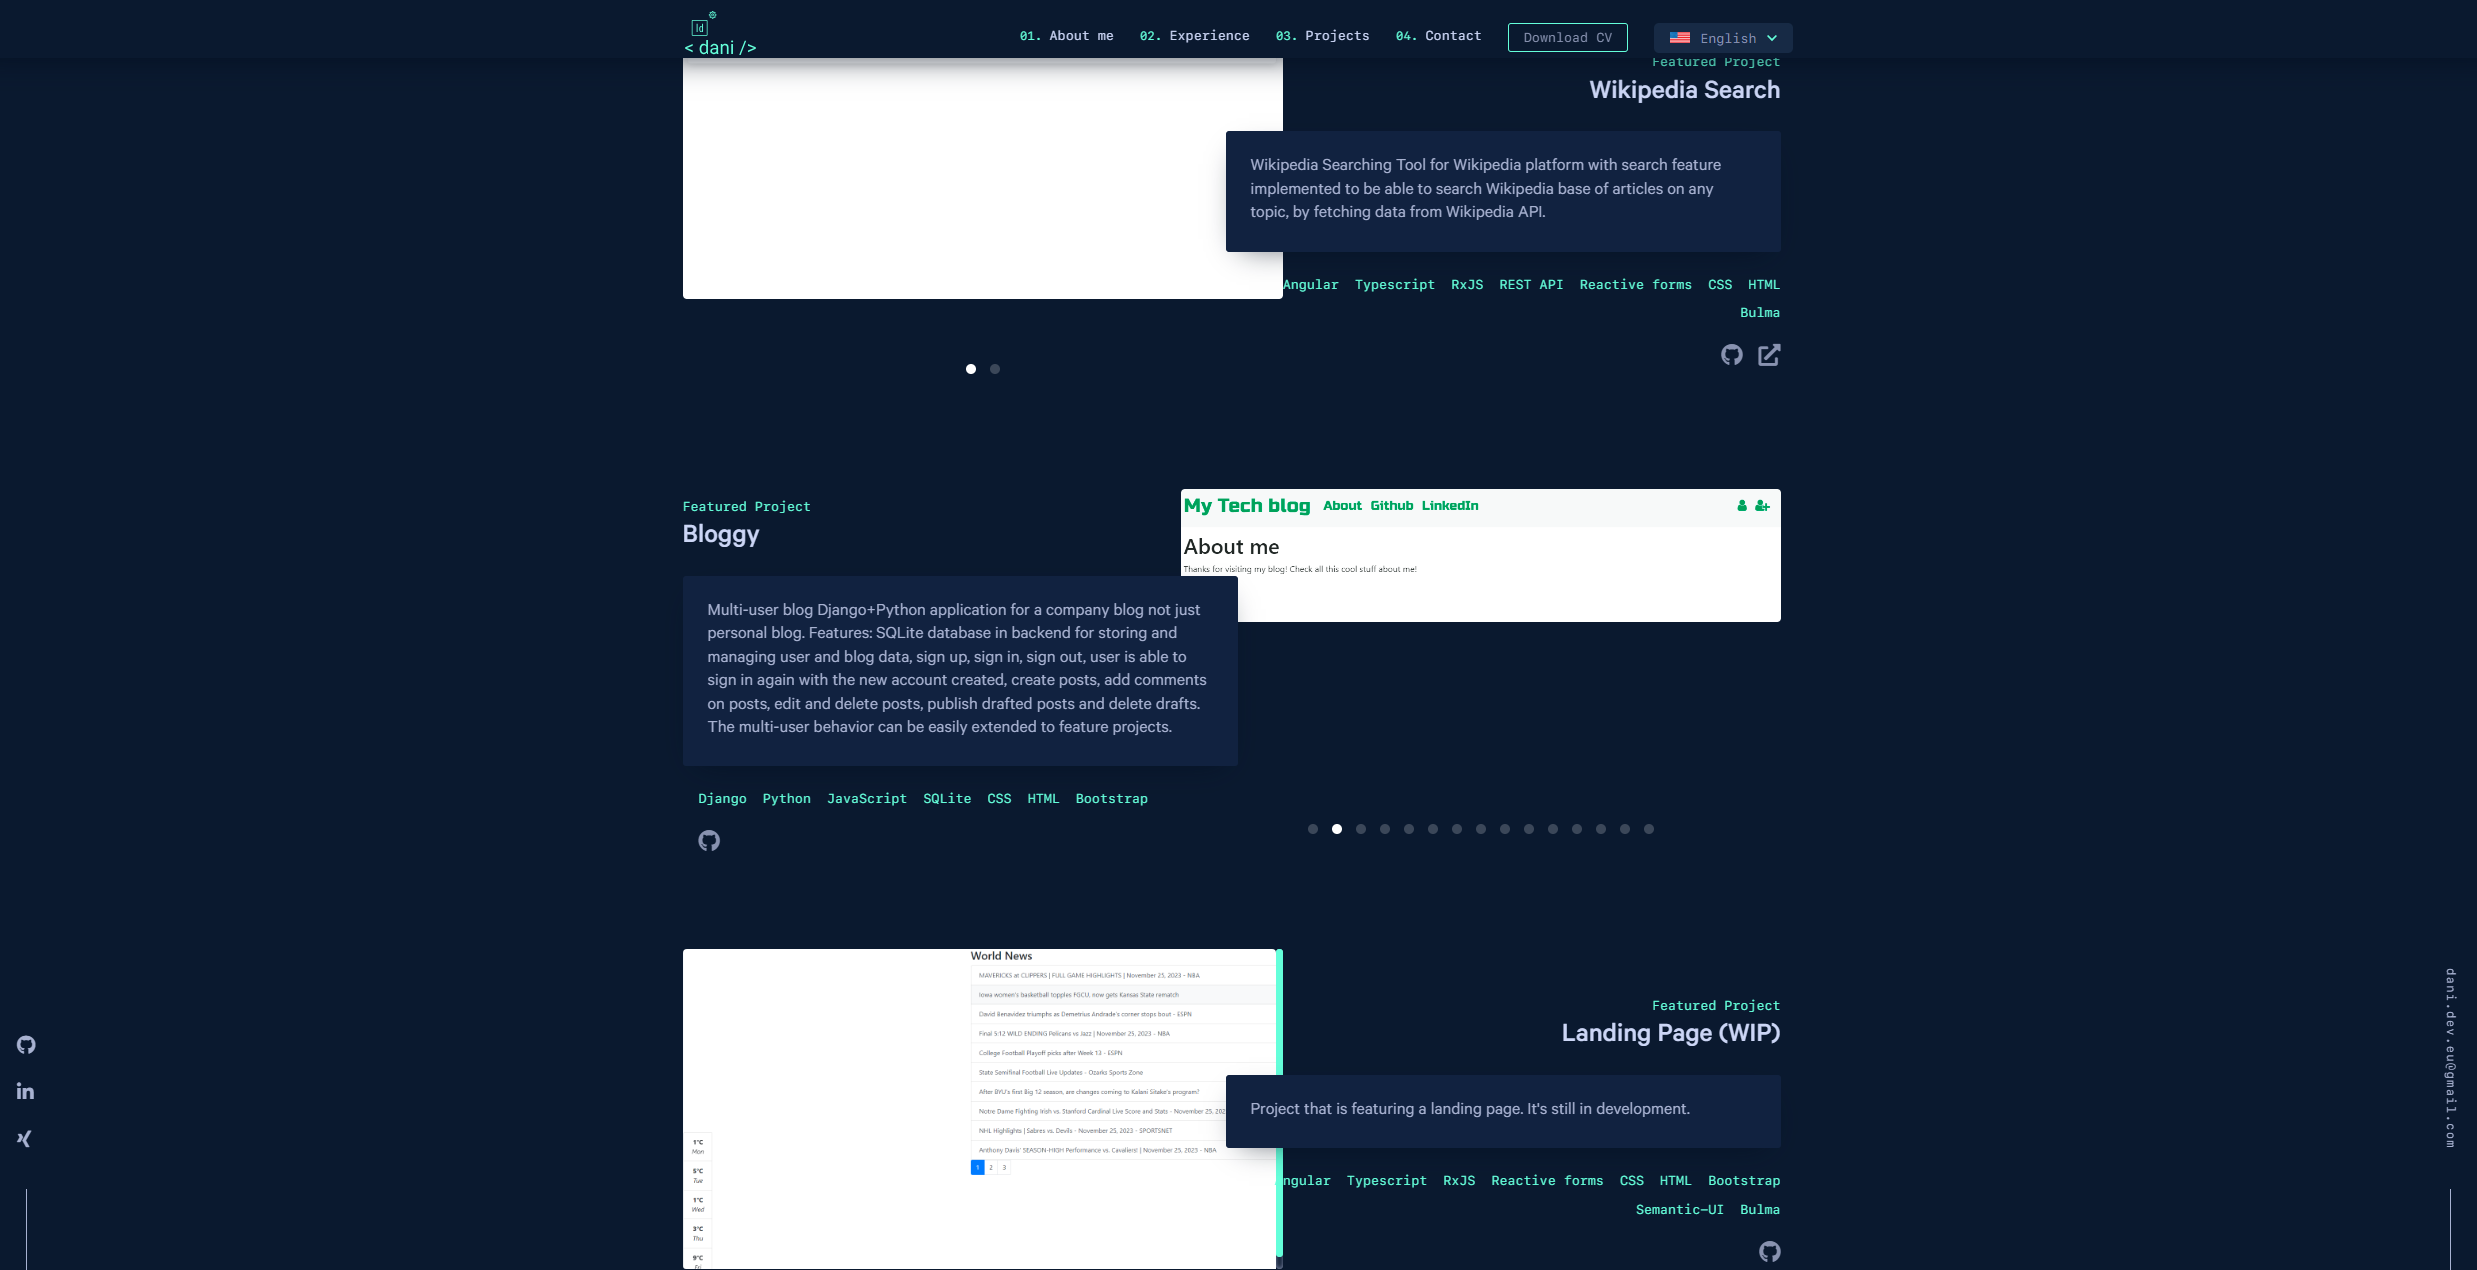 Id
< dani />
01. About me 02. Experience 03. Projects 04. Contact Download CV English
Featured Project
Wikipedia Search
Wikipedia Searching Tool for Wikipedia platform with search feature
implemented to be able to search Wikipedia base of articles on any
topic, by fetching data from Wikipedia API.
Angular Typescript RxJS REST API Reactive forms CSS HTML
Bulma
Featured Project
Bloggy
My Tech blog About Github LinkedIn
About me
Thanks for visiting my blog! Check all this cool stuff about me!
Multi-user blog Django+Python application for a company blog not just
personal blog. Features: SQLite database in backend for storing and
managing user and blog data, sign up, sign in, sign out, user is able to
sign in again with the new account created, create posts, add comments
on posts, edit and delete posts, publish drafted posts and delete drafts.
The multi-user behavior can be easily extended to feature projects.
Django Python JavaScript SQLite CSS HTML Bootstrap
World News
MAVERICKS at CLIPPERS | FULL GAME HIGHLIGHTS | November 25, 2023 - NBA
Iowa women's basketball topples FGCU, now gets Kansas State rematch
David Benavidez triumphs as Demetrius Andrade's corner stops bout - ESPN
Final 5:12 WILD ENDING Pelicans vs Jazz | November 25, 2023 - NBA
College Football Playoff picks after Week 13 - ESPN
State Semifinal Football Live Updates - Ozarks Sports Zone
After BYU's first Big 12 season, are changes coming to Kalani Sitake's program?
Notre Dame Fighting Irish vs. Stanford Cardinal Live Score and Stats - November 25, 202
NHL Highlights | Sabres vs. Devils - November 25, 2023 - SPORTSNET
Anthony Davis' SEASON-HIGH Performance vs. Cavaliers! | November 25, 2023 - NBA
1 2 3
1°C
Mon
5°C
Tue
1°C
Wed
3°C
Thu
9°C
Fri
Featured Project
Landing Page (WIP)
Project that is featuring a landing page. It's still in development.
ngular Typescript RxJS Reactive forms CSS HTML Bootstrap
Semantic-UI Bulma
dani.dev.eu@gmail.com